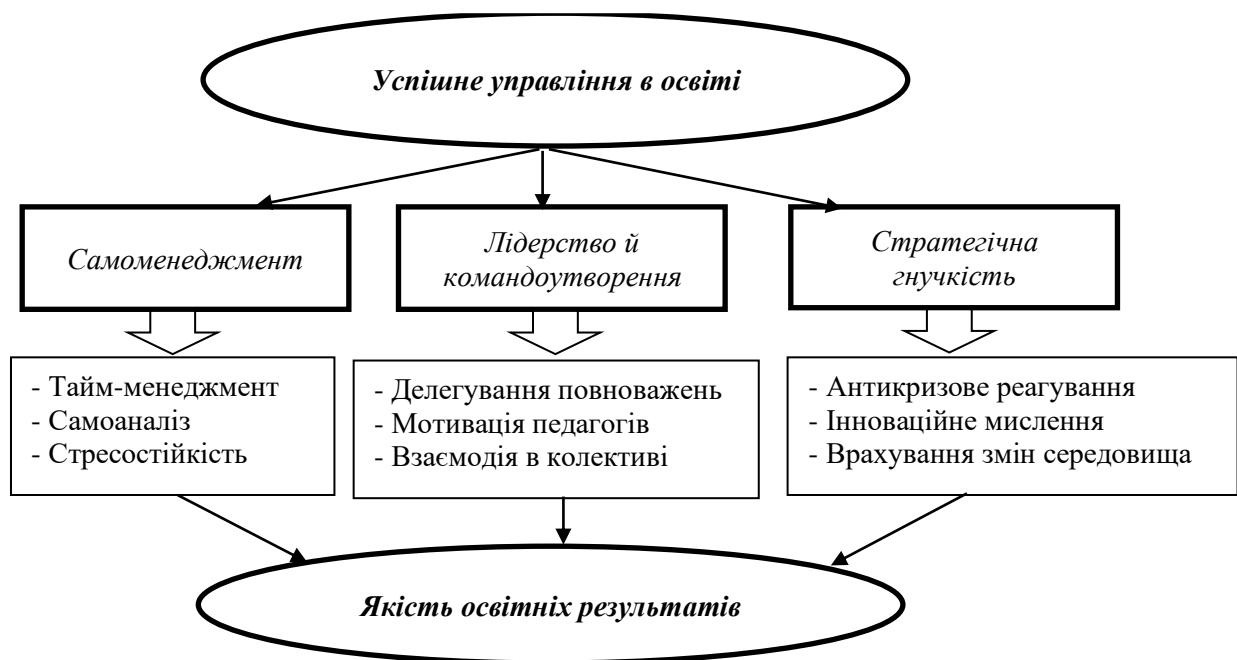 Успішне управління в освіті
Самоменеджмент
Лідерство й
командоутворення
Стратегічна
гнучкість
- Тайм-менеджмент
- Самоаналіз
- Стресостійкість
- Делегування повноважень
- Мотивація педагогів
- Взаємодія в колективі
- Антикризове реагування
- Інноваційне мислення
- Врахування змін середовища
Якість освітніх результатів